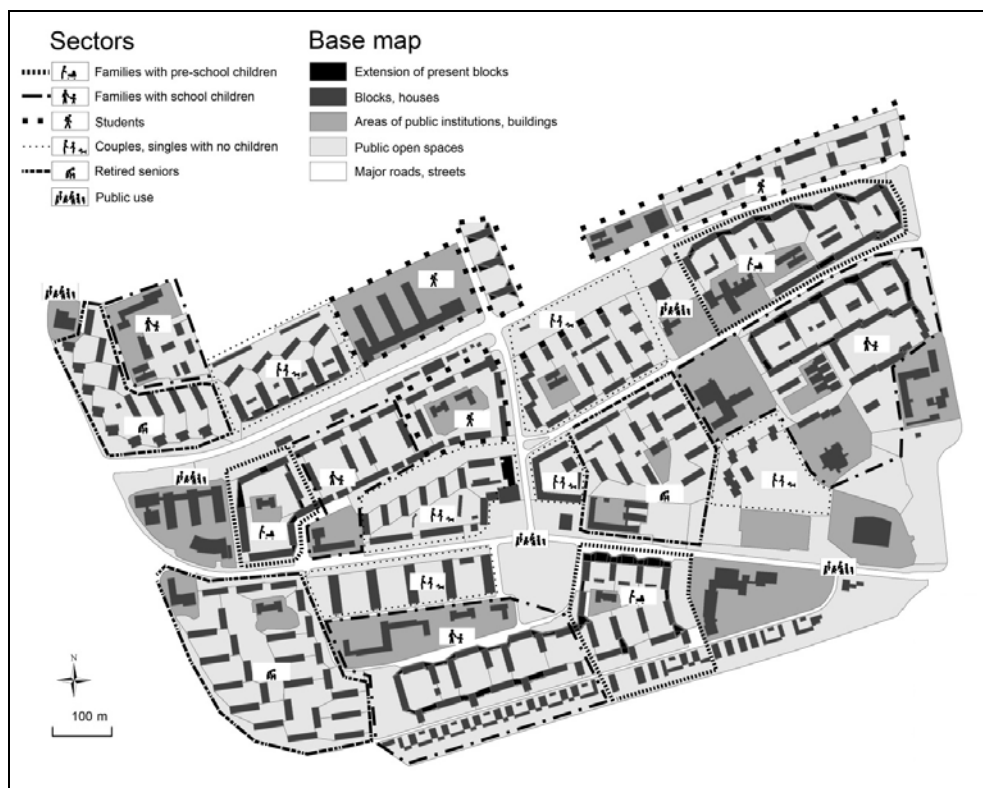 Sectors
Families with pre-school children
Families with school children
Students
Couples, singles with no children
Retired seniors
Public use
Base map
Extension of present blocks
Blocks, houses
Areas of public institutions, buildings
Public open spaces
Major roads, streets
N
100 m